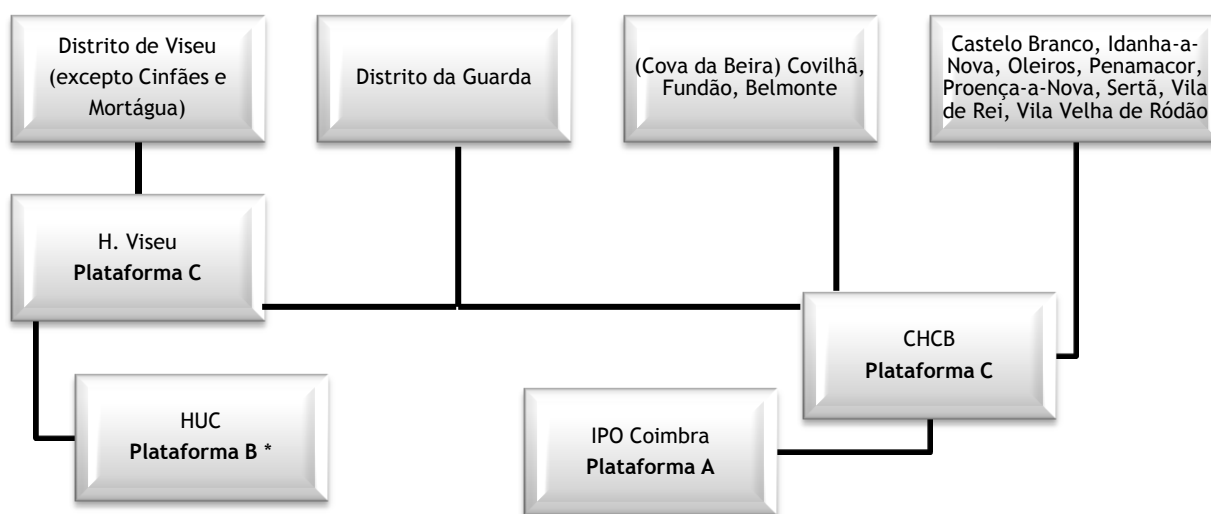 Distrito de Viseu
(excepto Cinfães e
Mortágua)
Distrito da Guarda
(Cova da Beira) Covilhã,
Fundão, Belmonte
Castelo Branco, Idanha-a-
Nova, Oleiros, Penamacor,
Proença-a-Nova, Sertã, Vila
de Rei, Vila Velha de Ródão
H. Viseu
Plataforma C
CHCB
Plataforma C
HUC
Plataforma B *
IPO Coimbra
Plataforma A